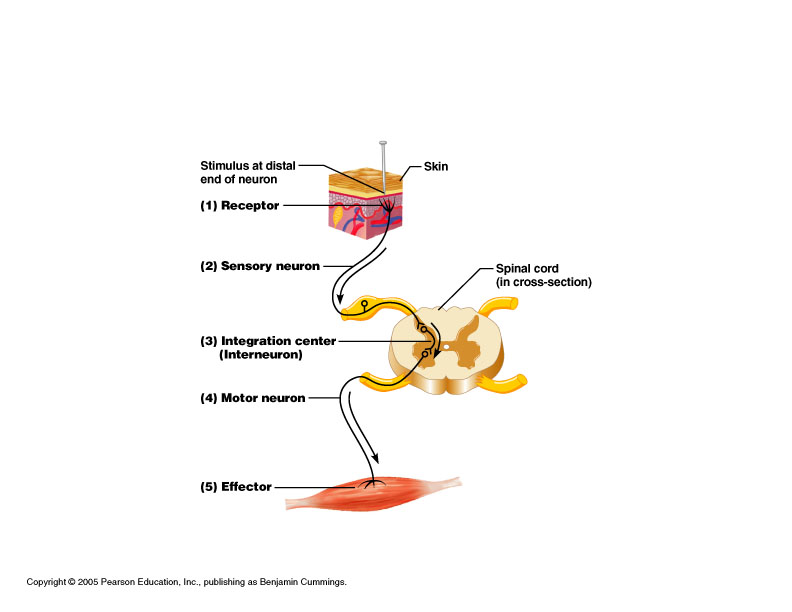 Stimulus at distal
end of neuron
Skin
(1) Receptor
(2) Sensory neuron
Spinal cord
(in cross-section)
(3) Integration center
(Interneuron)
(4) Motor neuron
(5) Effector
Copyright © 2005 Pearson Education, Inc., publishing as Benjamin Cummings.